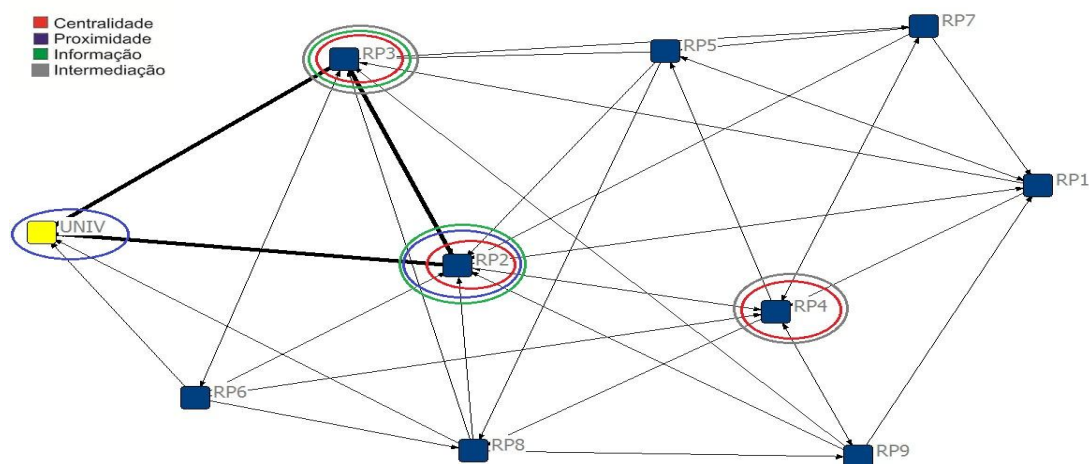 Centralidade
Proximidade
Informação
Intermediação
RP7
RP5
RP3
RP1
UNIV
RP2
RP4
RP6
RP8
RP9